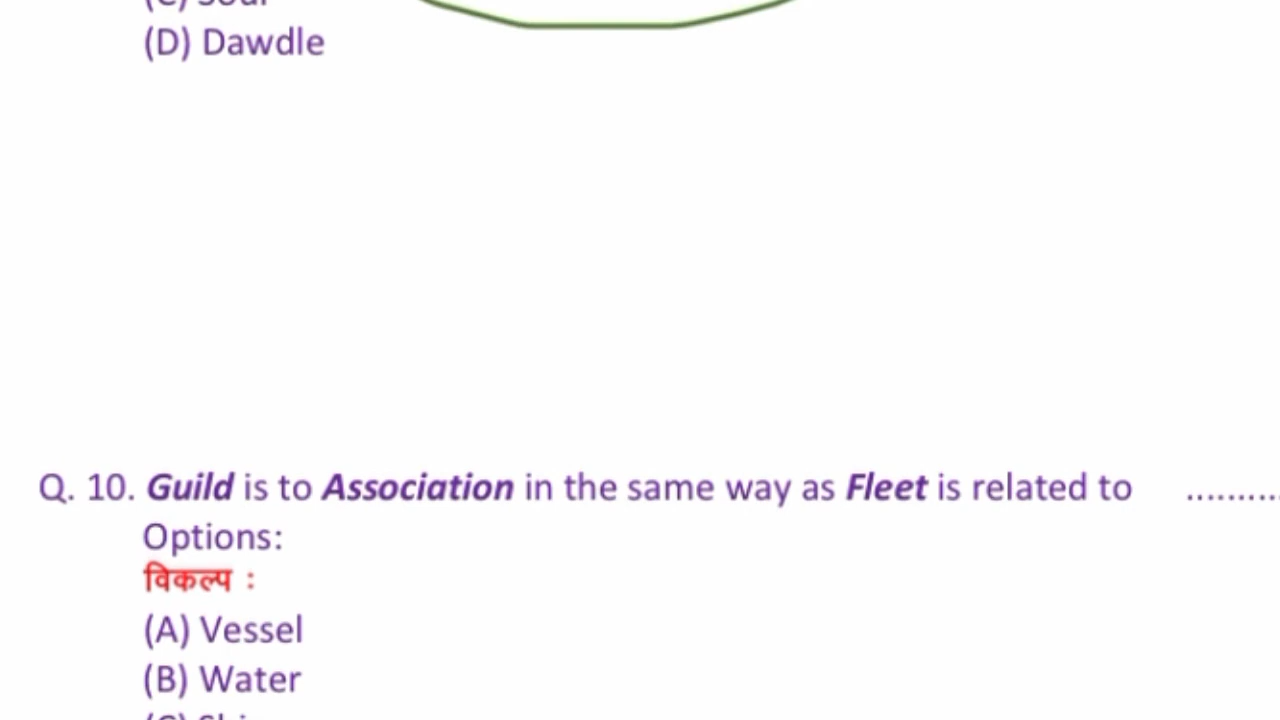 (D) Dawdle
Q. 10. Guild is to Association in the same way as Fleet is related to ..........
Options:
विकल्प :
(A) Vessel
(B) Water